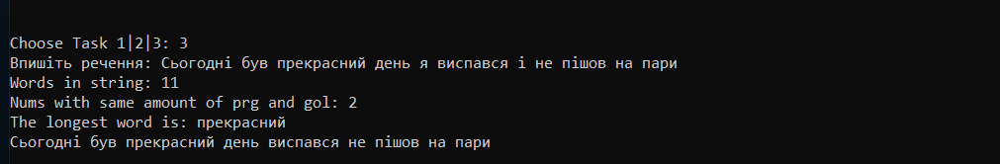 Choose Task 1|2|3: 3
Впишіть речення: Сьогодні був прекрасний день я виспався і не пішов на пари
Words in string: 11
Nums with same amount of prg and gol: 2
The longest word is: прекрасний
Сьогодні був прекрасний день виспався не пішов на пари